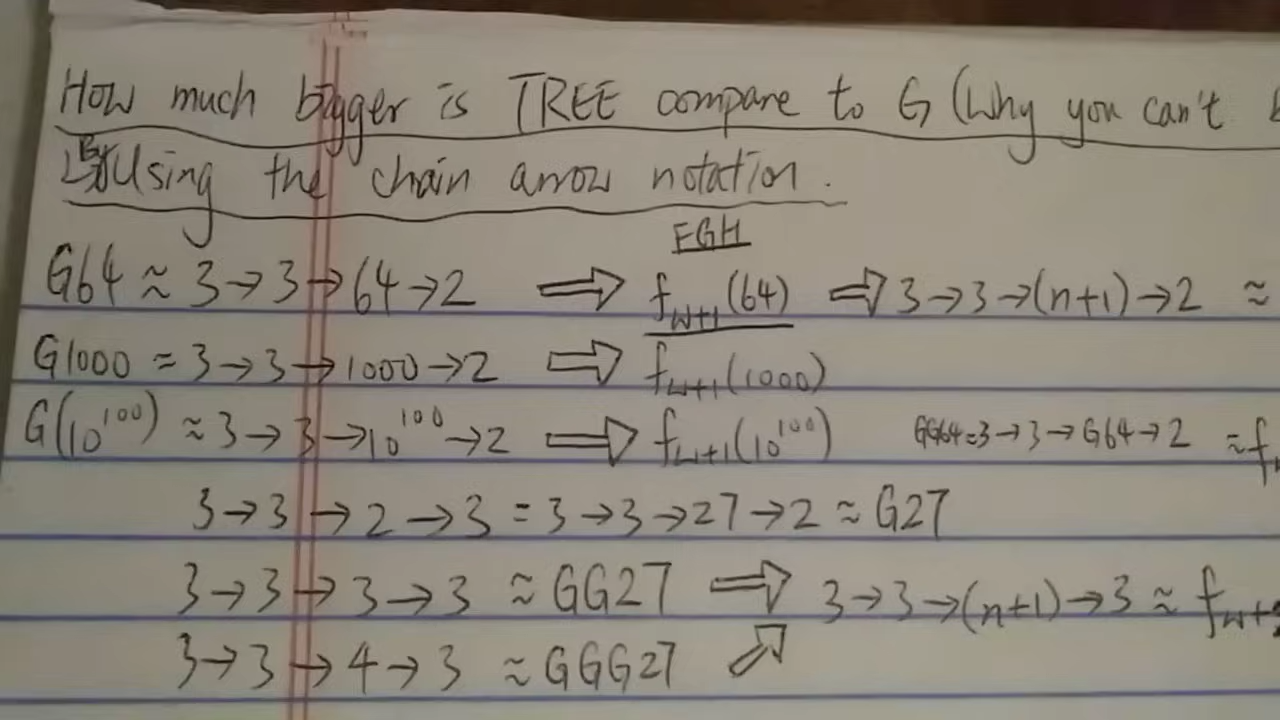 How much bigger is TREE compare to G (Why you can't
Using the chain arrow notation.
FGH
G64 ≈ 3→3→64→2 ⇒ f_{w+1}(64) ⇒ 3→3→(n+1)→2 ≈
G1000 = 3→3→1000→2 ⇒ f_{w+1}(1000)
G(10^{100}) ≈ 3→3→10^{100}→2 ⇒ f_{w+1}(10^{100}) GG64=3→3→G64→2 ≈f
3→3→2→3 = 3→3→27→2 ≈ G27
3→3→3→3 ≈ GG27 ⇒ 3→3→(n+1)→3 ≈ f_{w+2
3→3→4→3 ≈ GGG27 ⇗